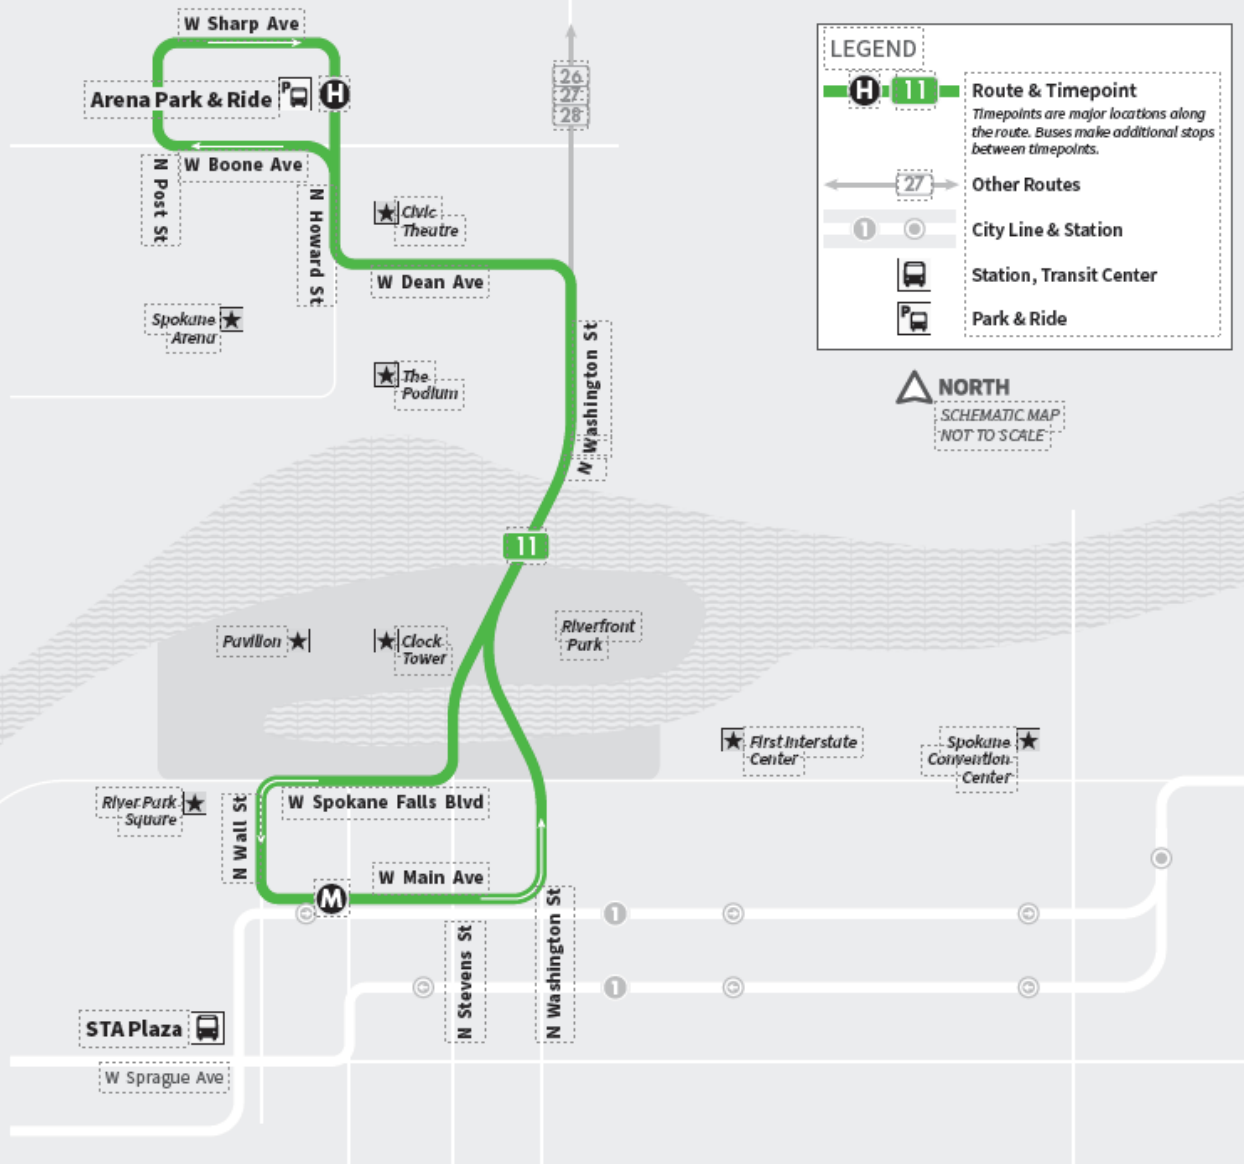 W Sharp Ave
Arena Park & Ride
P
H
W Boone Ave
N Post St
N Howard St
26
27
28
Civic
Theatre
W Dean Ave
Spokane
Arena
The
Podium
N Washington St
N
11
Pavilion
Clock
Tower
Riverfront
Park
First Interstate
Center
Spokane
Convention
Center
River Park
Square
N Wall St
W Spokane Falls Blvd
W Main Ave
M
1
1
N Stevens St
N Washington St
STA Plaza
W Sprague Ave
LEGEND
H 11 Route & Timepoint
Timepoints are major locations along
the route. Buses make additional stops
between timepoints.
27 Other Routes
1 City Line & Station
Station, Transit Center
P Park & Ride
NORTH
SCHEMATIC MAP
NOT TO SCALE